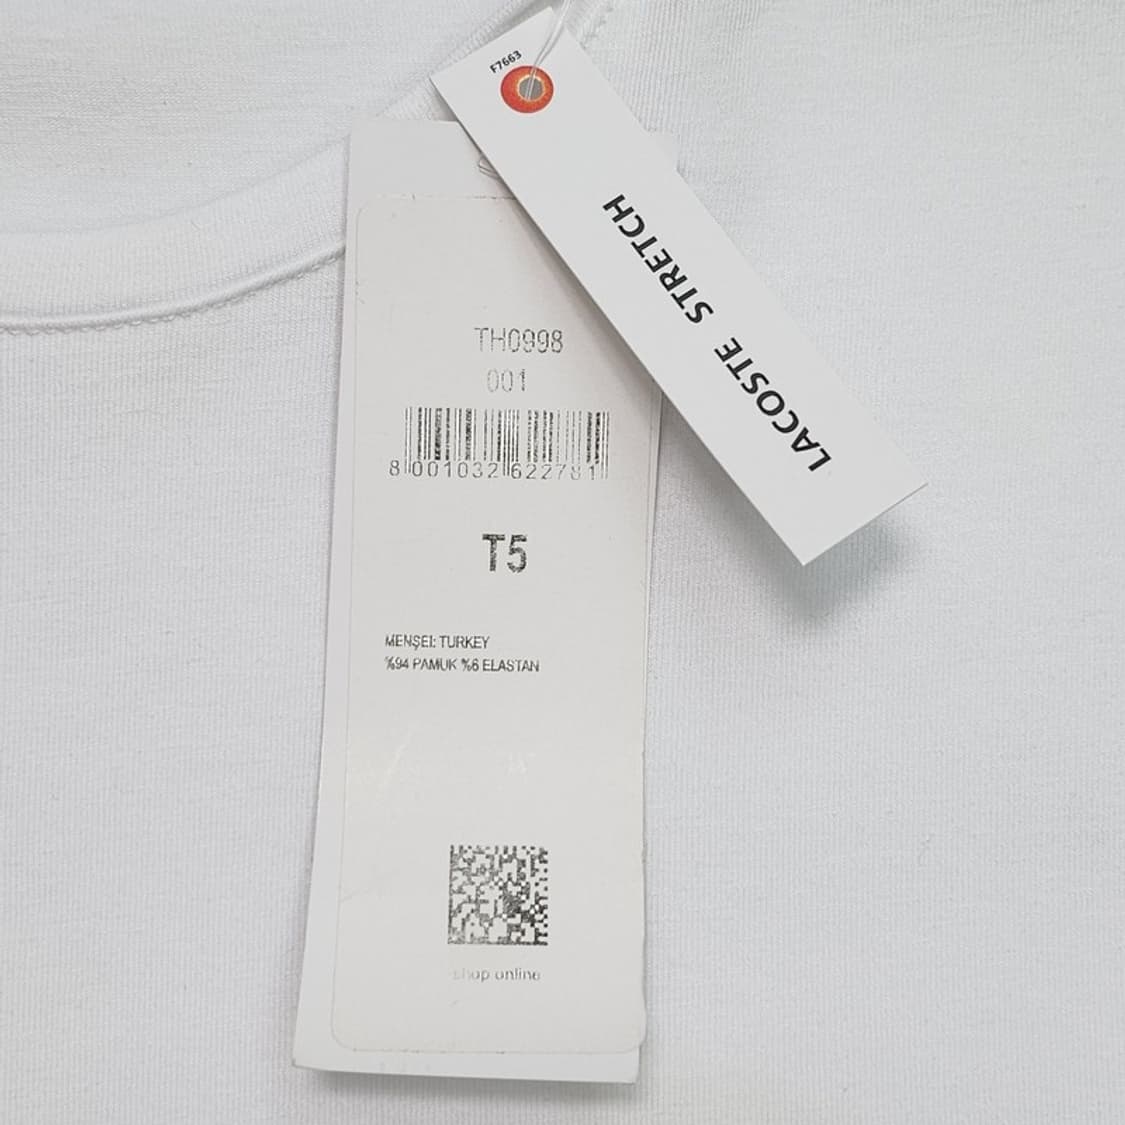 F7663
LACOSTE STRETCH
TH0998
001
8 001032 622781
T5
MENŞEI: TURKEY
%94 PAMUK %6 ELASTAN
shop online